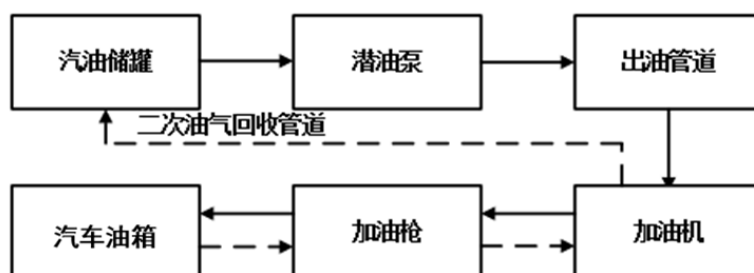 汽油储罐
潜油泵
出油管道
二次油气回收管道
汽车油箱
加油枪
加油机